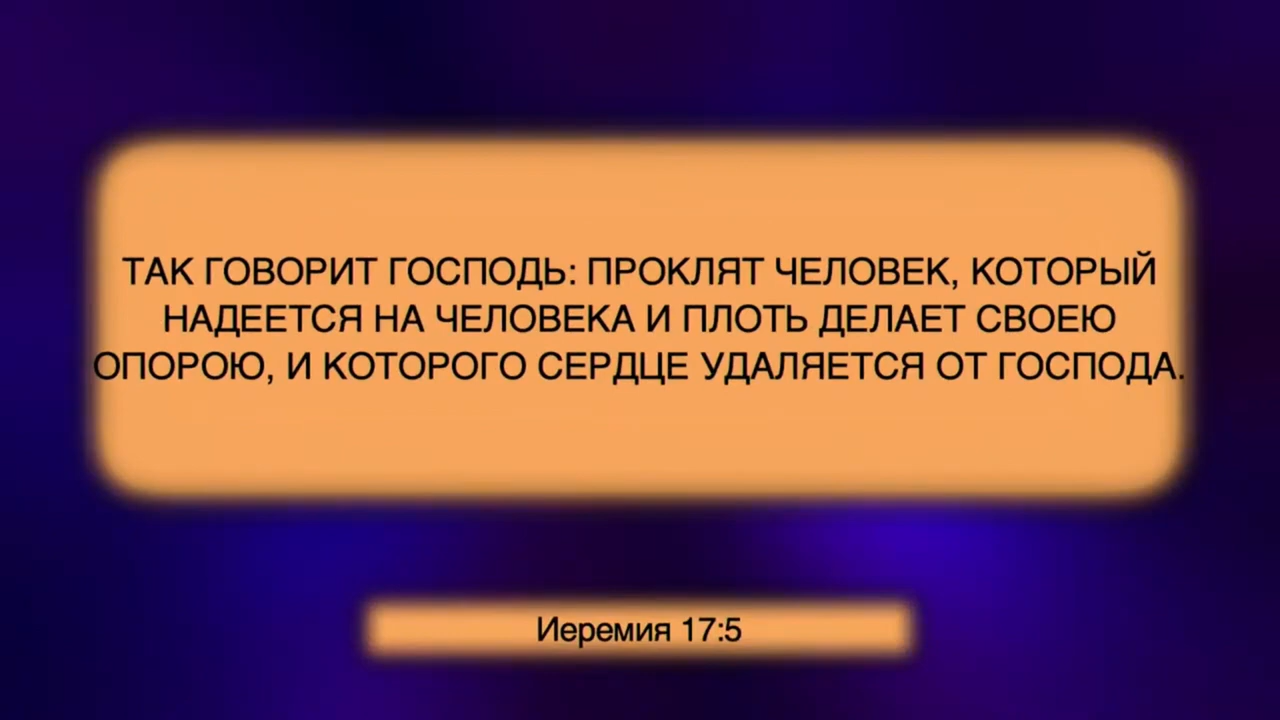 ТАК ГОВОРИТ ГОСПОДЬ: ПРОКЛЯТ ЧЕЛОВЕК, КОТОРЫЙ
НАДЕЕТСЯ НА ЧЕЛОВЕКА И ПЛОТЬ ДЕЛАЕТ СВОЕЮ
ОПОРОЮ, И КОТОРОГО СЕРДЦЕ УДАЛЯЕТСЯ ОТ ГОСПОДА.
Иеремия 17:5